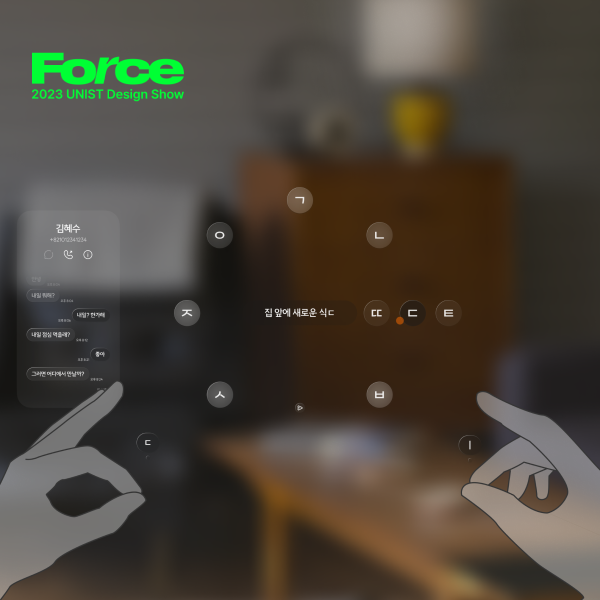 Force
2023 UNIST Design Show
김혜수
+821012341234
내일 뭐해?
내일? 한가해
내일 점심 먹을래?
좋아
그러면 어디에서 만날까?
ㄱ
ㅇ
ㄴ
ㅈ
집 앞에 새로운 식ㄷ
ㄸ
ㄷ
ㅌ
ㅅ
ㅂ
ㄷ
ㅣ